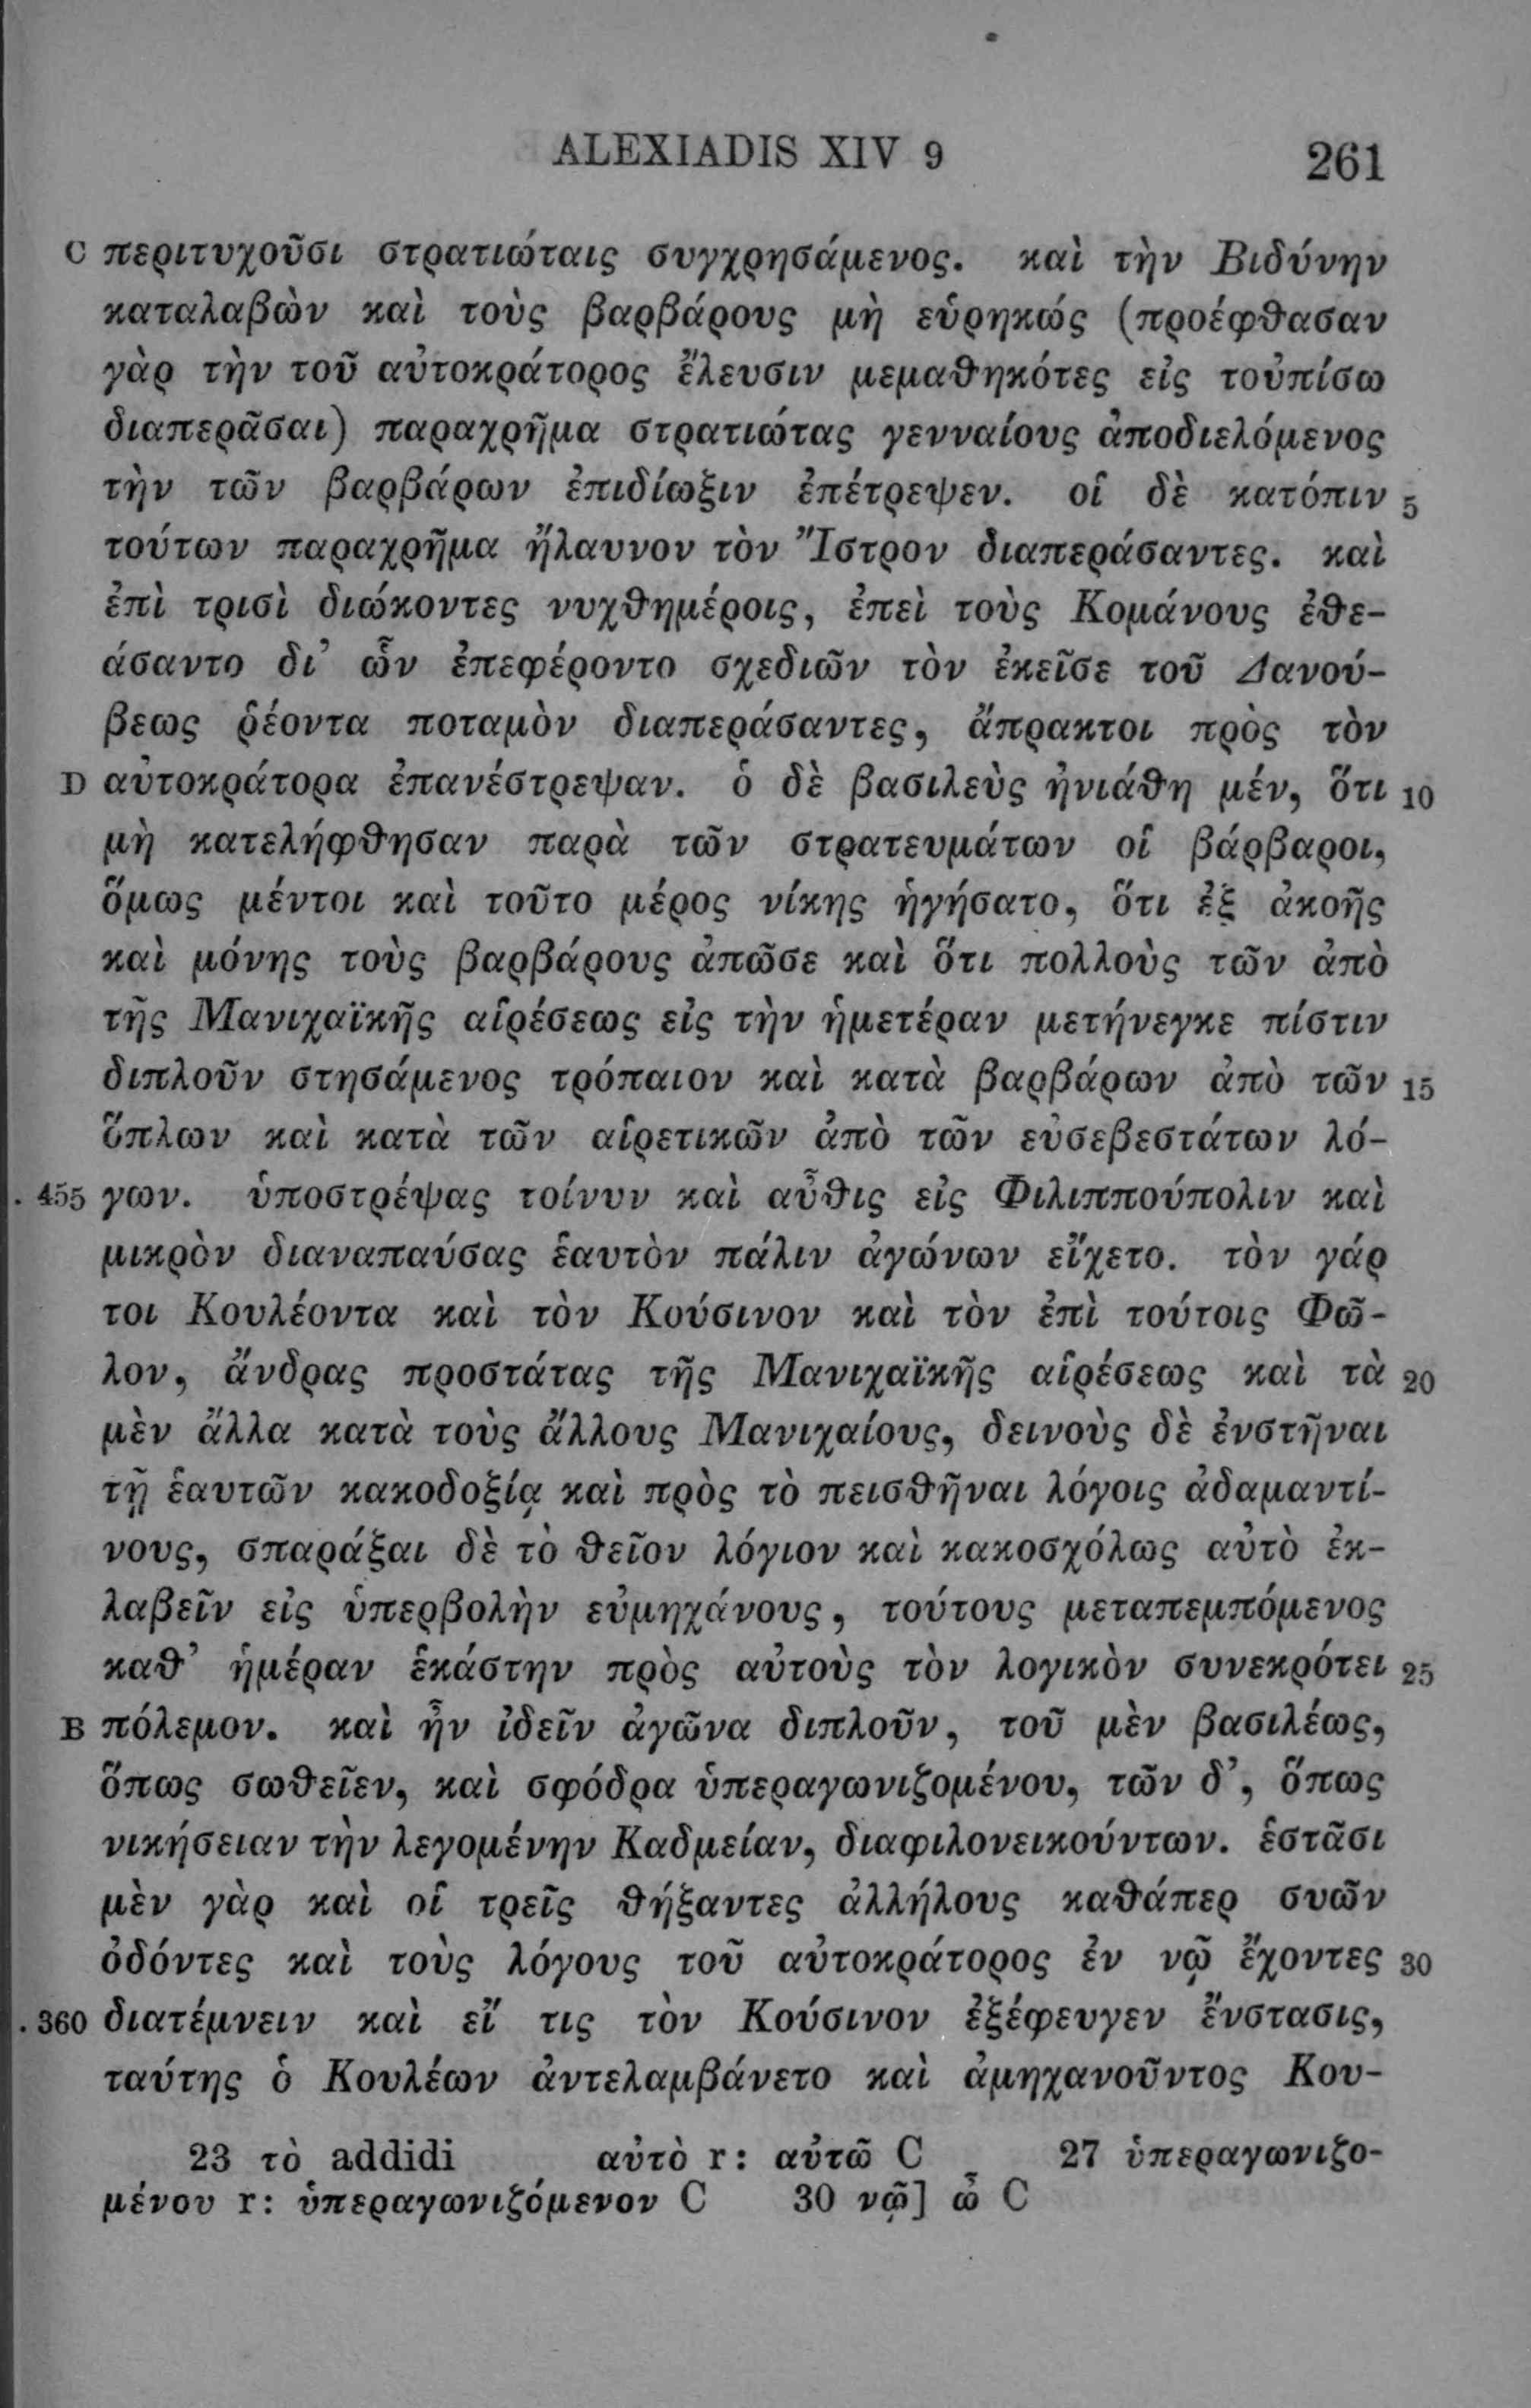 ALEXIADIS XIV 9 261
C περιτυχοῦσι στρατιώταις συγχρησάμενος. καὶ τὴν Βιδύνην
καταλαβὼν καὶ τοὺς βαρβάρους μὴ εὑρηκώς (προέφθασαν
γὰρ τὴν τοῦ αὐτοκράτορος ἔλευσιν μεμαθηκότες εἰς τοὐπίσω
διαπερᾶσαι) παραχρῆμα στρατιώτας γενναίους ἀποδιελόμενος
τὴν τῶν βαρβάρων ἐπιδίωξιν ἐπέτρεψεν. οἱ δὲ κατόπιν 5
τούτων παραχρῆμα ἤλαυνον τὸν Ἴστρον διαπεράσαντες. καὶ
ἐπὶ τρισὶ διώκοντες νυχθημέροις, ἐπεὶ τοὺς Κομάνους ἐθε-
άσαντο δι’ ὧν ἐπεφέροντο σχεδιῶν τὸν ἐκεῖσε τοῦ Δανού-
βεως ῥέοντα ποταμὸν διαπεράσαντες, ἄπρακτοι πρὸς τὸν
D αὐτοκράτορα ἐπανέστρεψαν. ὁ δὲ βασιλεὺς ἠνιάθη μέν, ὅτι 10
μὴ κατελήφθησαν παρὰ τῶν στρατευμάτων οἱ βάρβαροι,
ὅμως μέντοι καὶ τοῦτο μέρος νίκης ἡγήσατο, ὅτι ἐξ ἀκοῆς
καὶ μόνης τοὺς βαρβάρους ἀπῶσε καὶ ὅτι πολλοὺς τῶν ἀπὸ
τῆς Μανιχαϊκῆς αἱρέσεως εἰς τὴν ἡμετέραν μετήνεγκε πίστιν
διπλοῦν στησάμενος τρόπαιον καὶ κατὰ βαρβάρων ἀπὸ τῶν 15
ὅπλων καὶ κατὰ τῶν αἱρετικῶν ἀπὸ τῶν εὐσεβεστάτων λό-
. 455 γων. ὑποστρέψας τοίνυν καὶ αὖθις εἰς Φιλιππούπολιν καὶ
μικρὸν διαναπαύσας ἑαυτὸν πάλιν ἀγώνων εἴχετο. τὸν γάρ
τοι Κουλέοντα καὶ τὸν Κούσινον καὶ τὸν ἐπὶ τούτοις Φῶ-
λον, ἄνδρας προστάτας τῆς Μανιχαϊκῆς αἱρέσεως καὶ τὰ 20
μὲν ἄλλα κατὰ τοὺς ἄλλους Μανιχαίους, δεινοὺς δὲ ἐνστῆναι
τῇ ἑαυτῶν κακοδοξίᾳ καὶ πρὸς τὸ πεισθῆναι λόγοις ἀδαμαντί-
νους, σπαράξαι δὲ τὸ θεῖον λόγιον καὶ κακοσχόλως αὐτὸ ἐκ-
λαβεῖν εἰς ὑπερβολὴν εὐμηχάνους, τούτους μεταπεμπόμενος
καθ’ ἡμέραν ἑκάστην πρὸς αὐτοὺς τὸν λογικὸν συνεκρότει 25
B πόλεμον. καὶ ἦν ἰδεῖν ἀγῶνα διπλοῦν, τοῦ μὲν βασιλέως,
ὅπως σωθεῖεν, καὶ σφόδρα ὑπεραγωνιζομένου, τῶν δ’, ὅπως
νικήσειαν τὴν λεγομένην Καδμείαν, διαφιλονεικούντων. ἑστᾶσι
μὲν γὰρ καὶ οἱ τρεῖς θήξαντες ἀλλήλους καθάπερ συῶν
ὀδόντες καὶ τοὺς λόγους τοῦ αὐτοκράτορος ἐν νῷ ἔχοντες 30
. 360 διατέμνειν καὶ εἴ τις τὸν Κούσινον ἐξέφευγεν ἔνστασις,
ταύτης ὁ Κουλέων ἀντελαμβάνετο καὶ ἀμηχανοῦντος Κου-
23 τὸ addidi αὐτὸ r: αὐτῶ C 27 ὑπεραγωνιζο-
μένου r: ὑπεραγωνιζόμενον C 30 νῷ] ὦ C